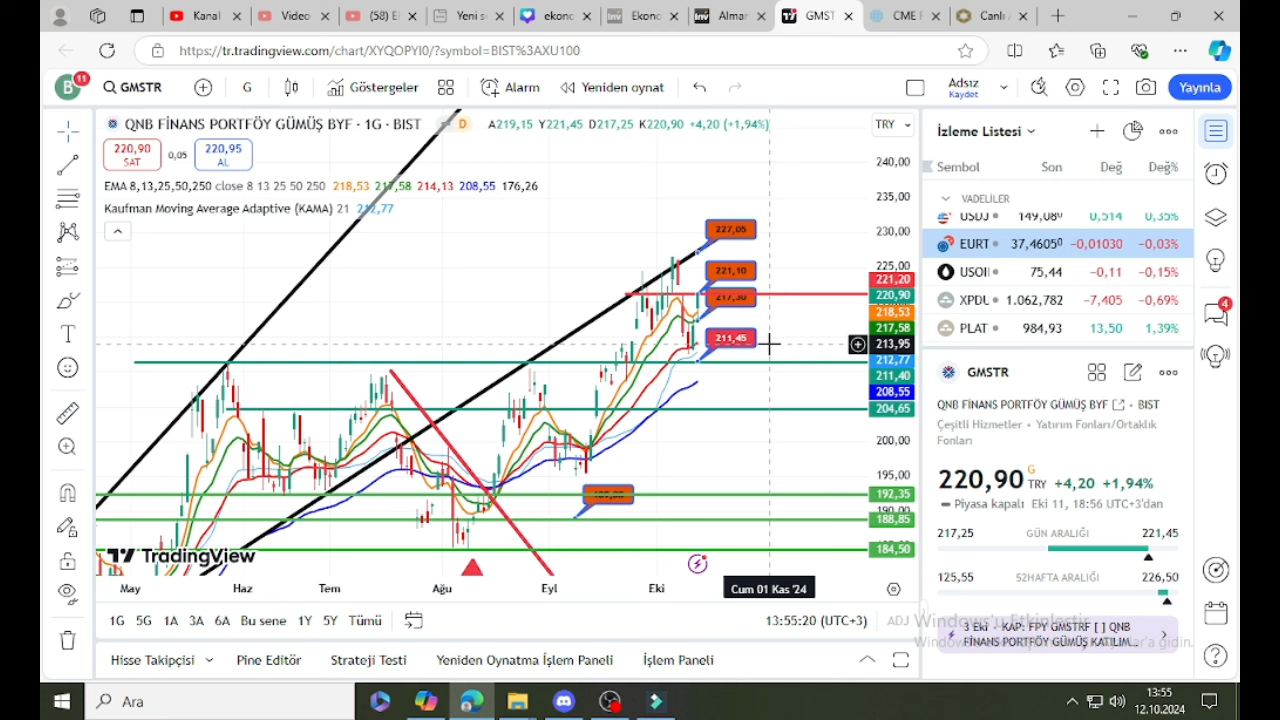 Kanal
Video
(58) E
Yeni s
ekono
Ekono
Almar
GMST
CME F
Canlı
https://tr.tradingview.com/chart/XYQOPYI0/?symbol=BIST%3AXU100
B 11
GMSTR
G
Göstergeler
Alarm
Yeniden oynat
Adsız
Kaydet
Yayınla
QNB FİNANS PORTFÖY GÜMÜŞ BYF · 1G · BIST
D
A219,15 Y221,45 D217,25 K220,90 +4,20 (+1,94%)
TRY
220,90
SAT
0,05
220,95
AL
EMA 8,13,25,50,250 close 8 13 25 50 250 218,53 217,58 214,13 208,55 176,26
Kaufman Moving Average Adaptive (KAMA) 21 212,77
240,00
235,00
230,00
225,00
221,20
220,90
218,53
217,58
213,95
212,77
211,40
208,55
204,65
200,00
195,00
192,35
190,00
188,85
184,50
227,05
221,10
217,30
211,45
TradingView
May
Haz
Tem
Ağu
Eyl
Eki
Cum 01 Kas '24
1G 5G 1A 3A 6A Bu sene 1Y 5Y Tümü
13:55:20 (UTC+3)
ADJ
Hisse Takipçisi
Pine Editör
Strateji Testi
Yeniden Oynatma İşlem Paneli
İşlem Paneli
İzleme Listesi
Sembol Son Değ Değ%
VADELİLER
USDJ 149,080 0,514 0,35%
EURT 37,46050 −0,01030 −0,03%
USOI 75,44 −0,11 −0,15%
XPDL 1.062,782 −7,405 −0,69%
PLAT 984,93 13,50 1,39%
GMSTR
QNB FİNANS PORTFÖY GÜMÜŞ BYF · BIST
Çeşitli Hizmetler · Yatırım Fonları/Ortaklık
Fonları
220,90 G TRY +4,20 +1,94%
Piyasa kapalı Eki 11, 18:56 UTC+3'dan
217,25 GÜN ARALIĞI 221,45
125,55 52HAFTA ARALIĞI 226,50
Windows'u Etkinleştir
3 Eki · KAP: FPY GMSTRF [ ] QNB
FİNANS PORTFÖY GÜMÜŞ KATILIM...
4
Ara
13:55
12.10.2024